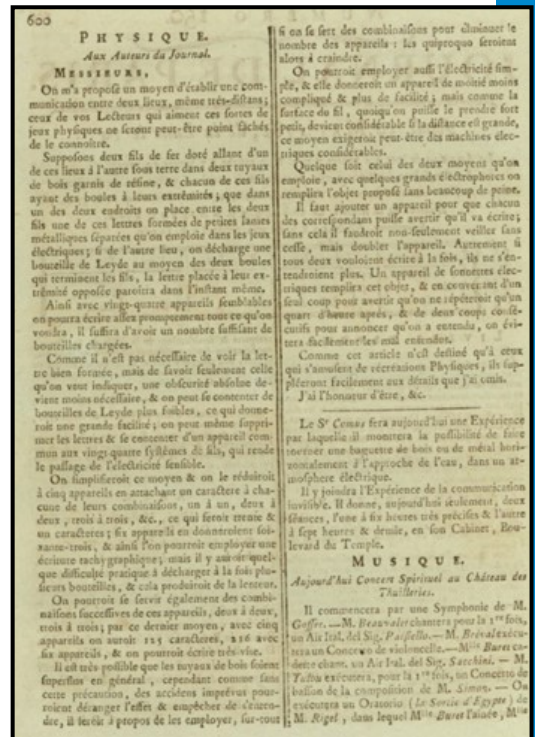 600
PHYSIQUE.
Aux Auteurs du Journal.
MESSIEURS,
On m'a proposé un moyen d'établir une com-
munication entre deux lieux, même très-distans;
ceux de vos Lecteurs qui aiment ces sortes de
jeux physiques ne seront peut-être point fâchés
de le connoître.
Supposons deux fils de fer doré allant d'un
de ces lieux à l'autre sous terre dans deux tuyaux
de bois garnis de résine, & chacun de ces fils
ayant des boules à leurs extrêmités; que dans
un des deux endroits on place entre les deux
fils une de ces lettres formées de petites lames
métalliques séparées qu'on emploie dans les jeux
électriques; si de l'autre lieu, on décharge une
bouteille de Leyde au moyen des deux boules
qui terminent les fils, la lettre placée à leur ex-
trêmité opposée paroîtra dans l'instant même.
Ainsi avec vingt-quatre appareils semblables
on pourra écrire assez promptement tout ce qu'on
voudra, il suffira d'avoir un nombre suffisant de
bouteilles chargées.
Comme il n'est pas nécessaire de voir la let-
tre bien formée, mais de savoir seulement celle
qu'on veut indiquer, une obscurité absolue de-
vient moins nécessaire, & on peut se contenter de
bouteilles de Leyde plus foibles, ce qui donne-
roit une grande facilité; on peut même suppri-
mer les lettres & se contenter d'un appareil com-
mun aux vingt-quatre systêmes de fils, qui rende
le passage de l'électricité sensible.
On simplifieroit ce moyen & on le réduiroit
à cinq appareils en attachant un caractère à cha-
cune de leurs combinaisons, un à un, deux à
deux, trois à trois, &c., ce qui feroit trente &
un caractères; six appareils en donneroient soi-
xante-trois, & ainsi l'on pourroit employer une
écriture tachygraphique; mais il y auroit quel-
que difficulté pratique à décharger à la fois plu-
sieurs bouteilles, & cela produiroit de la lenteur.
On pourroit se servir également des combi-
naisons successives de ces appareils, deux à deux,
trois à trois; par ce dernier moyen, avec cinq
appareils on auroit 125 caractères, 216 avec
six appareils, & on pourroit écrire très-vîte.
Il est très possible que les tuyaux de bois soient
superflus en général, cependant comme sans
cette précaution, des accidens imprévus pour-
roient déranger l'effet & empêcher de s'enten-
dre, il seroit à propos de les employer, sur-tout
si on se sert des combinaisons pour diminuer le
nombre des appareils: les quiproquo seroient
alors à craindre.
On pourroit employer aussi l'électricité sim-
ple, & elle donneroit un appareil de moitié moins
compliqué & plus de facilité; mais comme la
surface du fil, quoiqu'on puisse le prendre fort
petit, devient considérable si la distance est grande,
ce moyen exigeroit peut-être des machines élec-
triques considérables.
Quelque soit celui des deux moyens qu'on
emploie, avec quelques grands électrophores on
remplira l'objet proposé sans beaucoup de peine.
Il faut ajouter un appareil pour que chacun
des correspondans puisse avertir qu'il va écrire;
sans cela il faudroit non-seulement veiller sans
cesse, mais doubler l'appareil. Autrement si
tous deux vouloient écrire à la fois, ils ne s'en-
tendroient plus. Un appareil de sonnettes élec-
triques remplira cet objet, & en convenant d'un
seul coup pour avertir qu'on ne répéteroit qu'un
quart d'heure après, & de deux coups consé-
cutifs pour annoncer qu'on a entendu, on évi-
tera facilement les mal entendus.
Comme cet article n'est destiné qu'à ceux
qui s'amusent de récréations Physiques, ils sup-
pléeront facilement aux détails que j'ai omis.
J'ai l'honneur d'être, &c.
Le Sr Comus fera aujourd'hui une Expérience
par laquelle il montrera la possibilité de faire
tourner une baguette de bois ou de métal hori-
zontalement à l'approche de l'eau, dans un at-
mosphere électrique.
Il y joindra l'Expérience de la communication
invisible. Il donne, aujourd'hui seulement, deux
séances, l'une à six heures très précises & l'autre
à sept heures & demie, en son Cabinet, Bou-
levard du Temple.
MUSIQUE.
Aujourd'hui Concert Spirituel au Château des
Thuilleries.
Il commencera par une Symphonie de M.
Gossec.—M. Beauvalet chantera pour la 1re fois,
un Air Ital. del Sig. Paisiello.—M. Bréval exécu-
tera un Concerto de violoncelle.—Mlle Buret ca-
dette chant. un Air Ital. del Sig. Sacchini. — M.
exécutera, pour la 1re fois, un Concerto de
basson de la composition de M. Simon. — On
exécutera un Oratorio (la Sortie d'Egypte) de
M. Rigel, dans lequel Mlle Buret l'aînée, Mlle